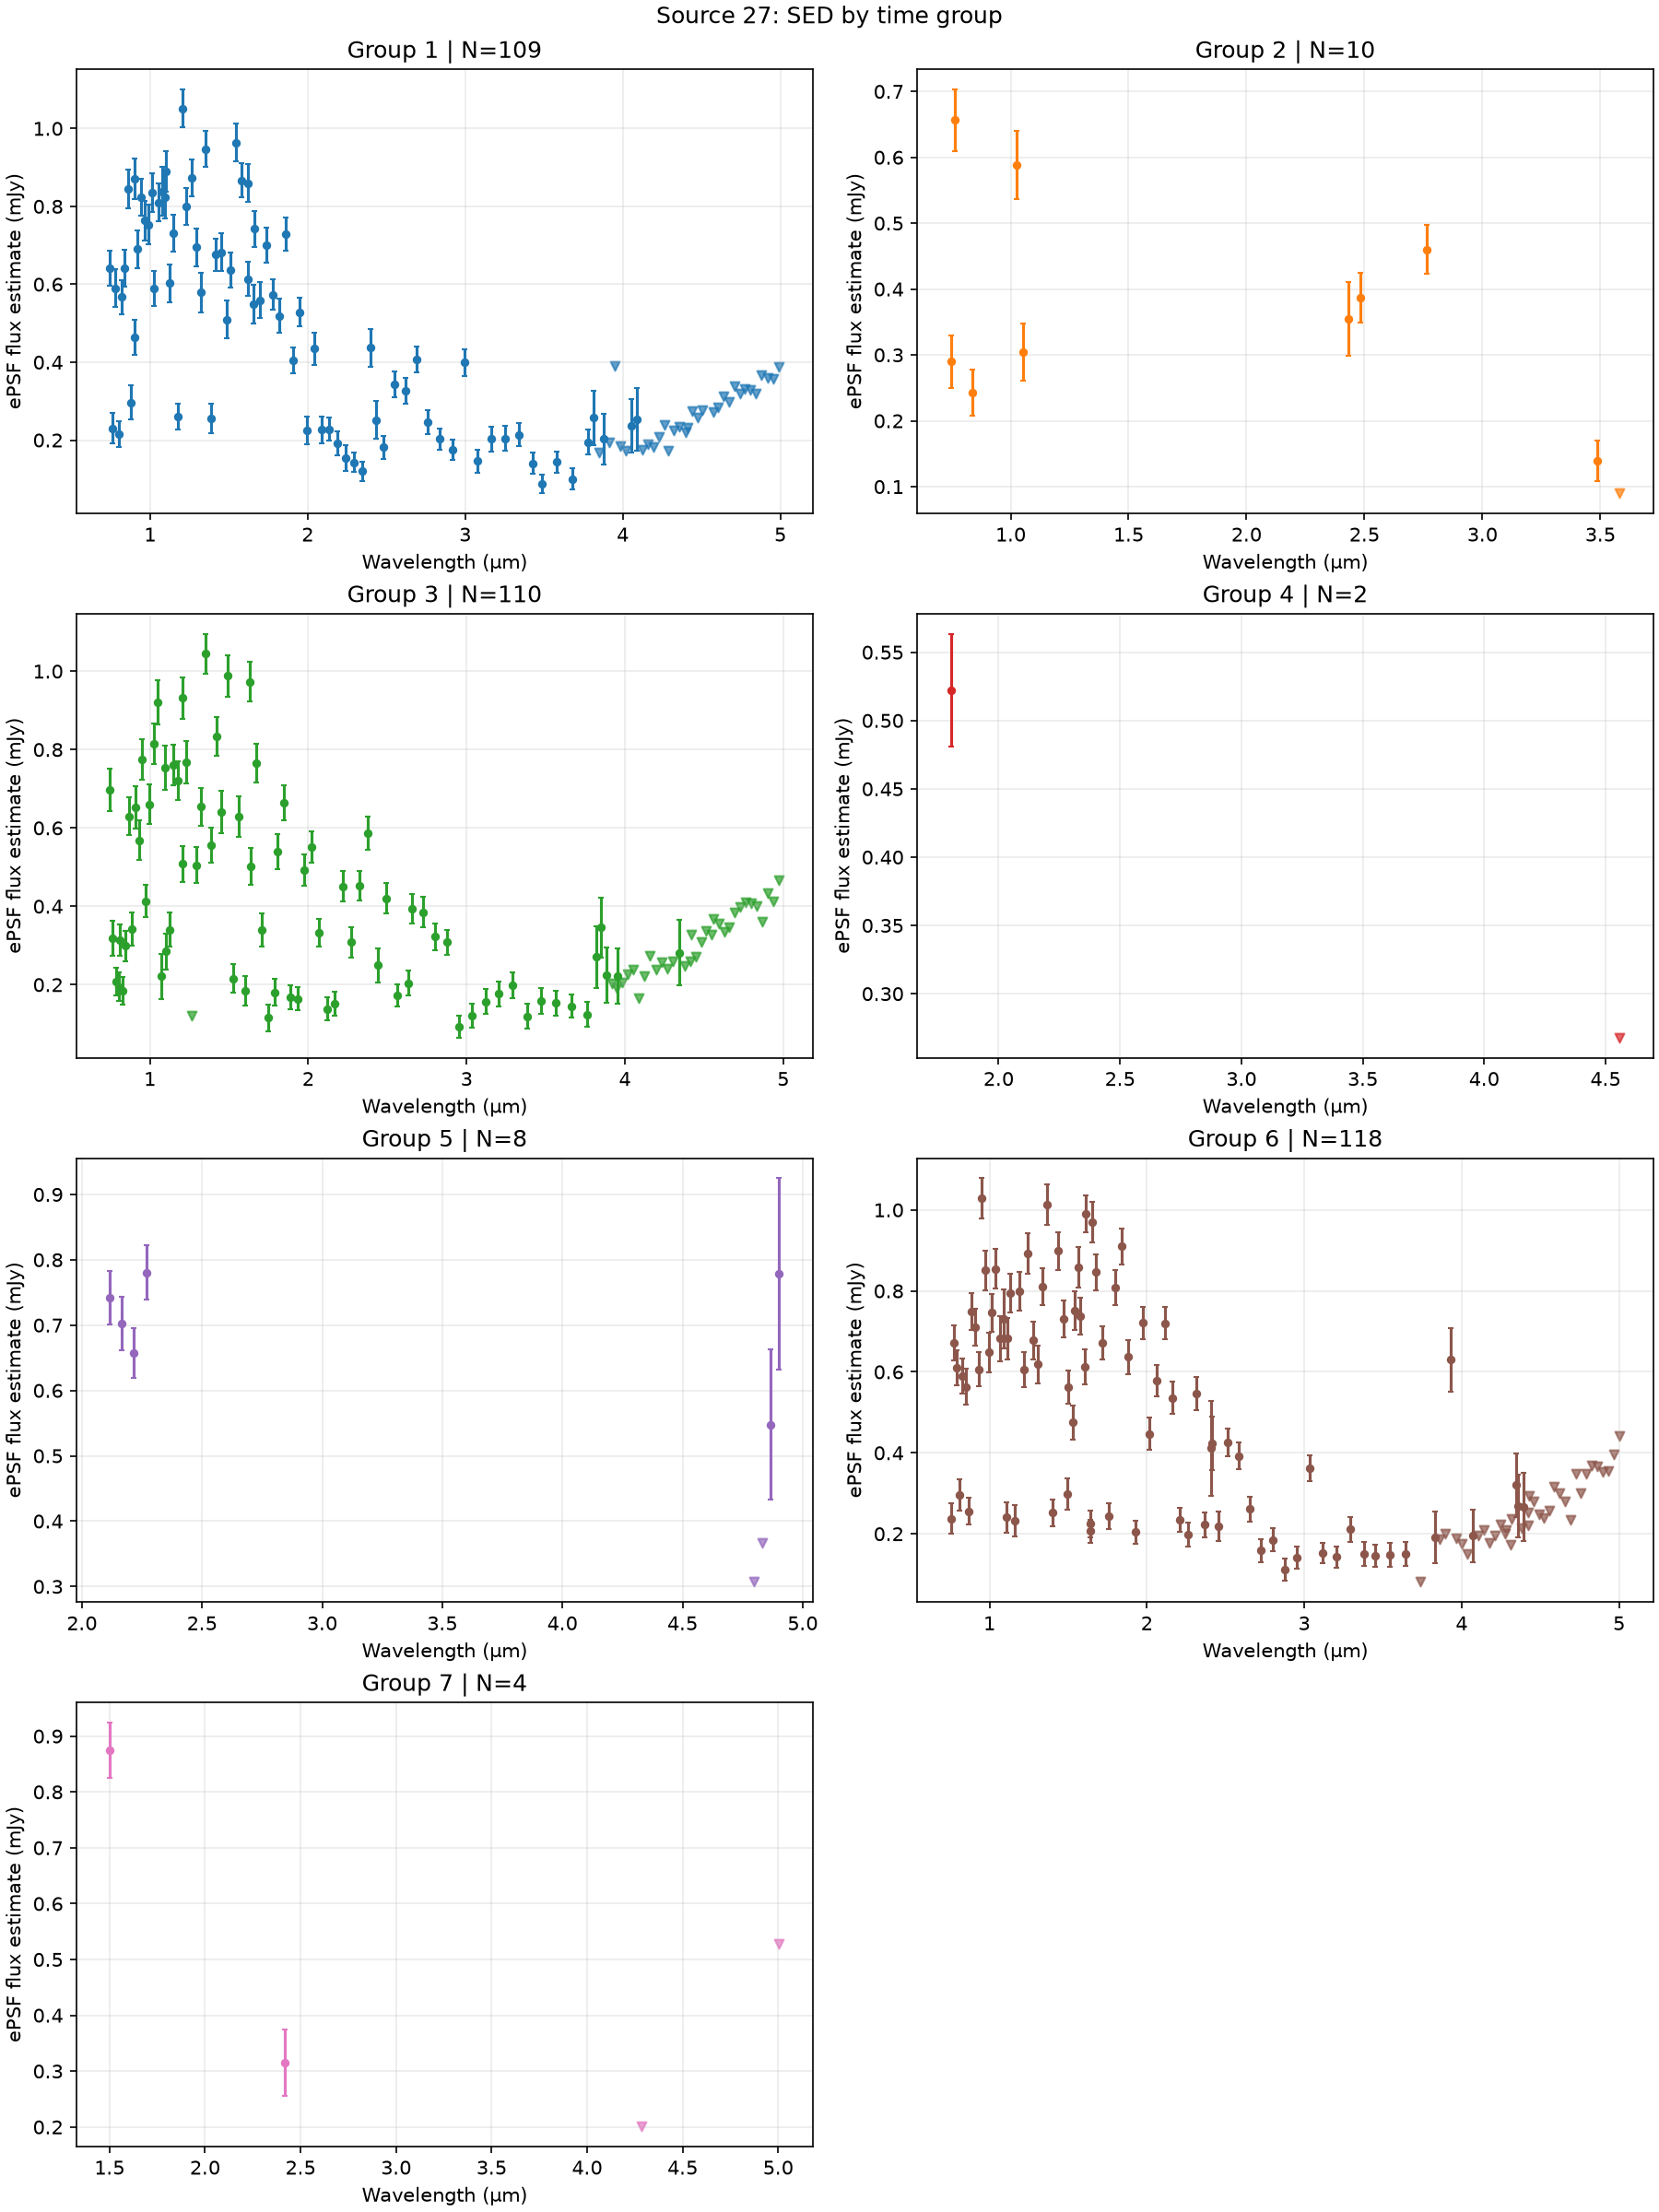 Source 27: SED by time group
Group 1 | N=109
ePSF flux estimate (mJy)
1.0
0.8
0.6
0.4
0.2
1 2 3 4 5
Wavelength (µm)
Group 2 | N=10
ePSF flux estimate (mJy)
0.7
0.6
0.5
0.4
0.3
0.2
0.1
1.0 1.5 2.0 2.5 3.0 3.5
Wavelength (µm)
Group 3 | N=110
ePSF flux estimate (mJy)
1.0
0.8
0.6
0.4
0.2
1 2 3 4 5
Wavelength (µm)
Group 4 | N=2
ePSF flux estimate (mJy)
0.55
0.50
0.45
0.40
0.35
0.30
2.0 2.5 3.0 3.5 4.0 4.5
Wavelength (µm)
Group 5 | N=8
ePSF flux estimate (mJy)
0.9
0.8
0.7
0.6
0.5
0.4
0.3
2.0 2.5 3.0 3.5 4.0 4.5 5.0
Wavelength (µm)
Group 6 | N=118
ePSF flux estimate (mJy)
1.0
0.8
0.6
0.4
0.2
1 2 3 4 5
Wavelength (µm)
Group 7 | N=4
ePSF flux estimate (mJy)
0.9
0.8
0.7
0.6
0.5
0.4
0.3
0.2
1.5 2.0 2.5 3.0 3.5 4.0 4.5 5.0
Wavelength (µm)